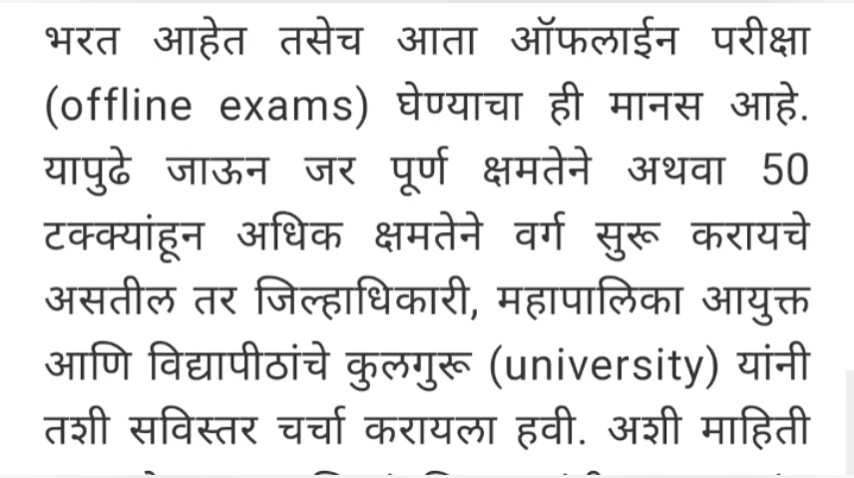 भरत आहेत तसेच आता ऑफलाईन परीक्षा
(offline exams) घेण्याचा ही मानस आहे.
यापुढे जाऊन जर पूर्ण क्षमतेने अथवा 50
टक्क्यांहून अधिक क्षमतेने वर्ग सुरू करायचे
असतील तर जिल्हाधिकारी, महापालिका आयुक्त
आणि विद्यापीठांचे कुलगुरू (university) यांनी
तशी सविस्तर चर्चा करायला हवी. अशी माहिती